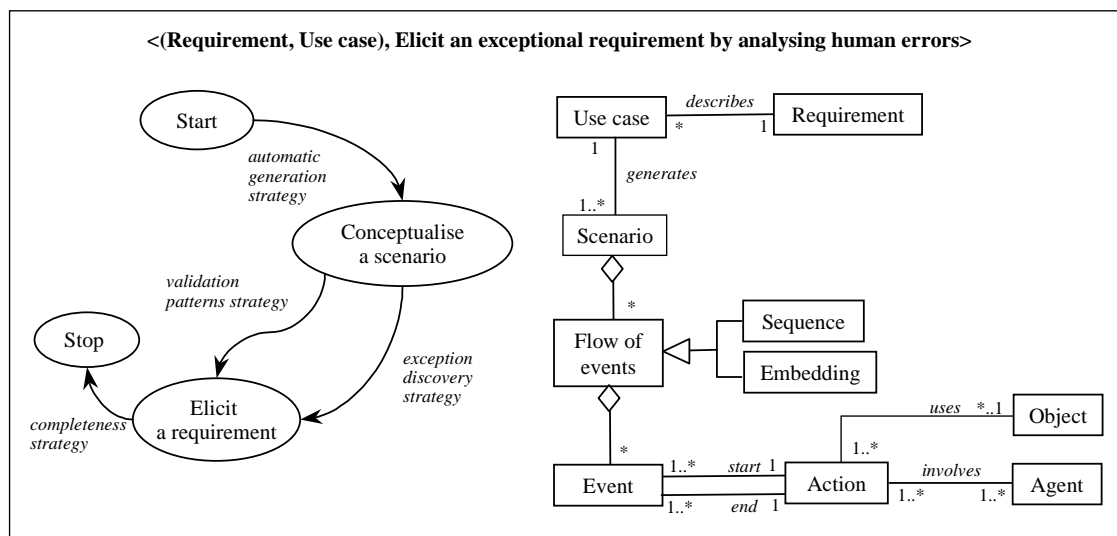 <(Requirement, Use case), Elicit an exceptional requirement by analysing human errors>
Start
automatic
generation
strategy
Conceptualise
a scenario
validation
patterns strategy
Stop
exception
discovery
strategy
Elicit
a requirement
completeness
strategy
Use case
describes
Requirement
*
1
1
generates
1..*
Scenario
*
Flow of
events
Sequence
Embedding
*
Event
1..*
start
1
1..*
end
1
Action
uses
*..1
Object
1..*
involves
1..*
1..*
Agent